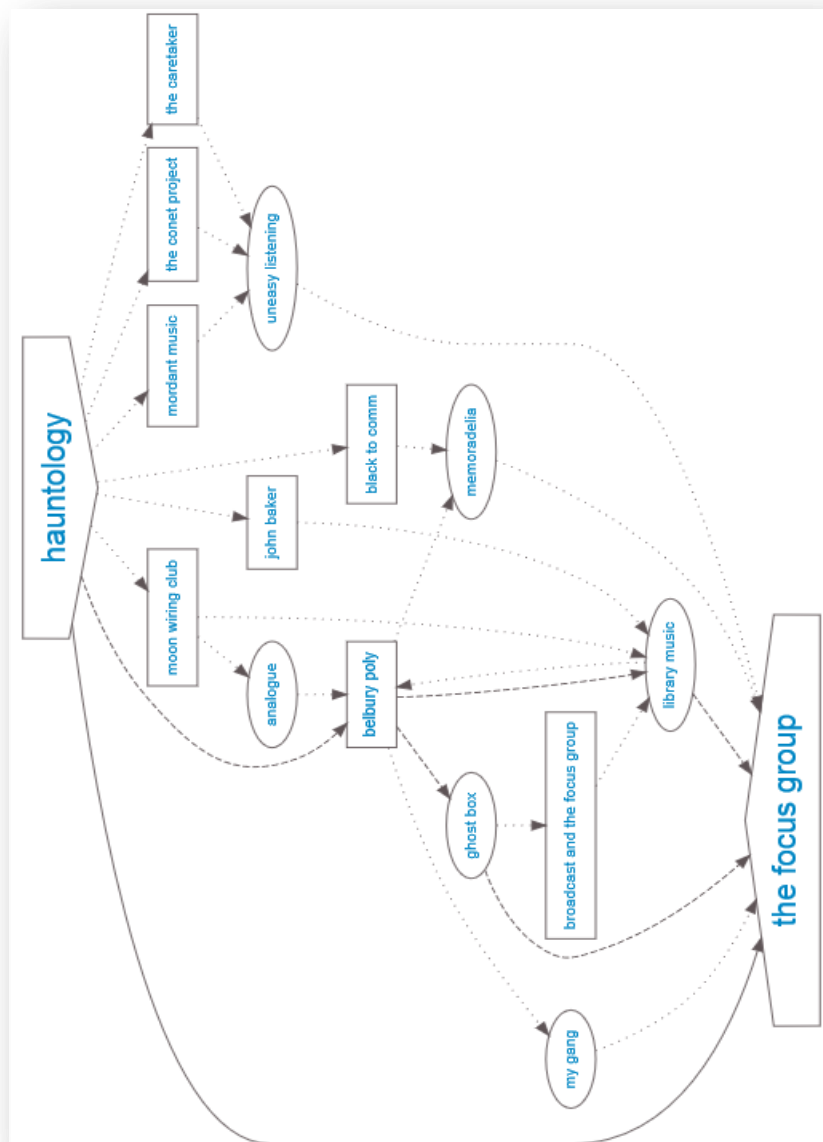 hauntology
the caretaker
the conet project
mordant music
moon wiring club
uneasy listening
john baker
analogue
black to comm
belbury poly
memoradelia
ghost box
broadcast and the focus group
my gang
library music
the focus group